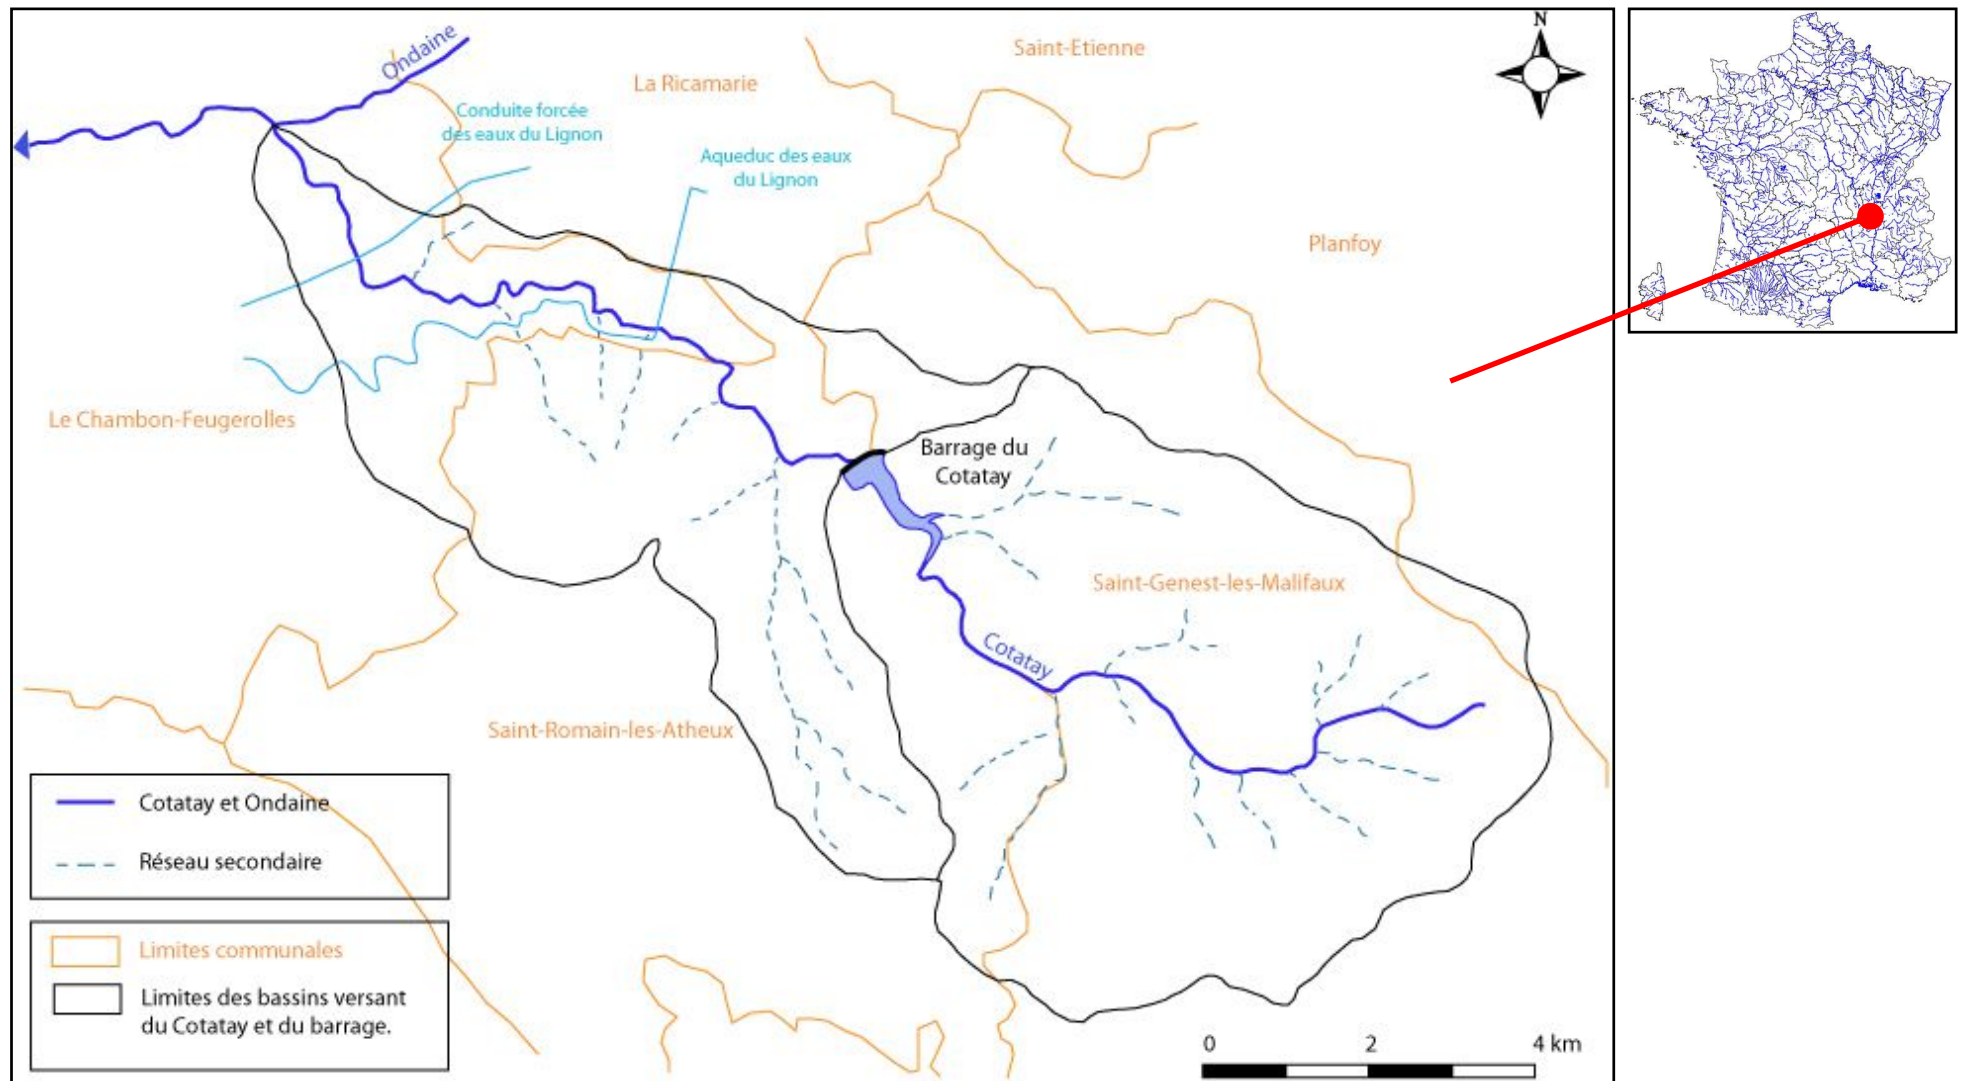 N
Ondaine
Saint-Etienne
La Ricamarie
Conduite forcée
des eaux du Lignon
Aqueduc des eaux
du Lignon
Planfoy
Le Chambon-Feugerolles
Barrage du
Cotatay
Saint-Genest-les-Malifaux
Cotatay
Saint-Romain-les-Atheux
Cotatay et Ondaine
Réseau secondaire
Limites communales
Limites des bassins versant
du Cotatay et du barrage.
0 2 4 km